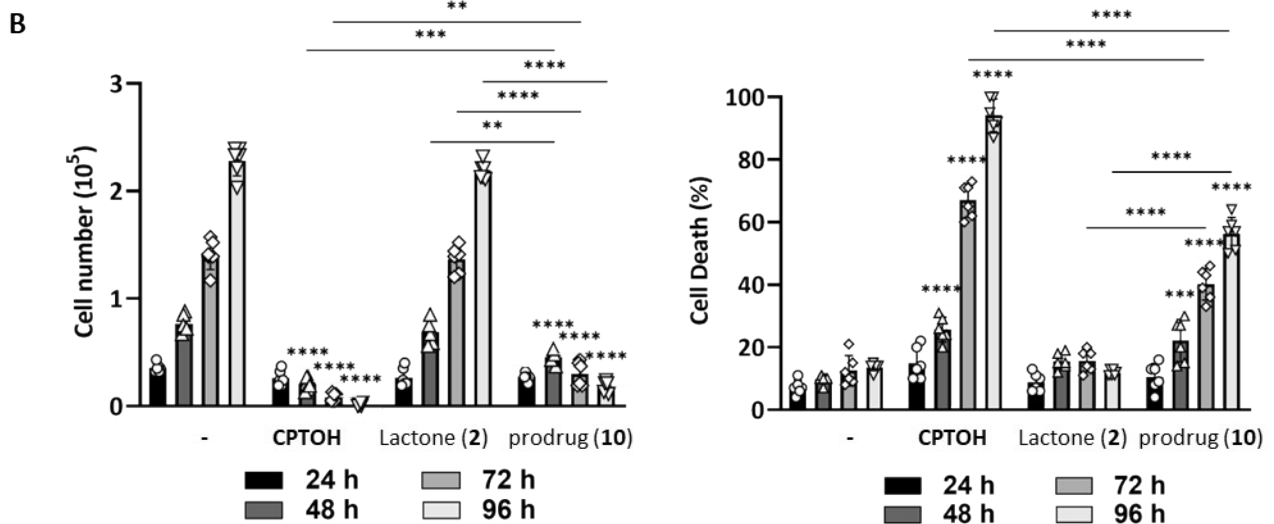 B
**
***
****
****
**
Cell number (10⁵)
3
2
1
0
****
****
****
****
****
****
-
CPTOH
Lactone (2)
prodrug (10)
24 h
72 h
48 h
96 h
****
****
****
****
****
****
****
****
****
***
Cell Death (%)
100
80
60
40
20
0
-
CPTOH
Lactone (2)
prodrug (10)
24 h
72 h
48 h
96 h